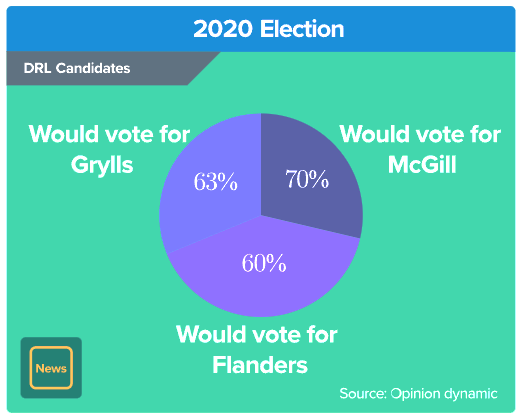 2020 Election
DRL Candidates
Would vote for
Grylls
Would vote for
McGill
63%
70%
60%
Would vote for
Flanders
News
Source: Opinion dynamic